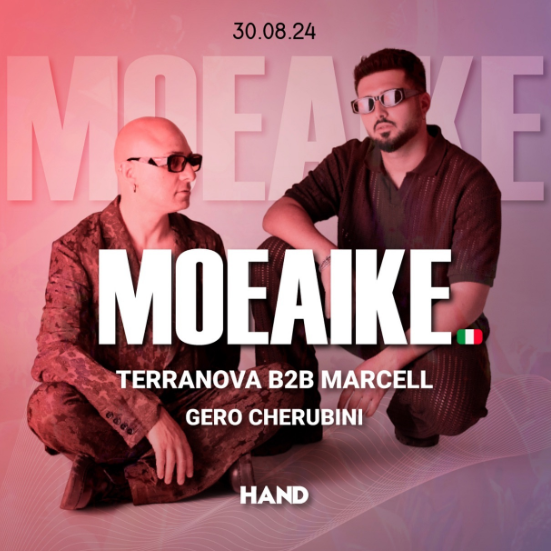 30.08.24
MOEAIKE
MOEAIKE
TERRANOVA B2B MARCELL
GERO CHERUBINI
HAND